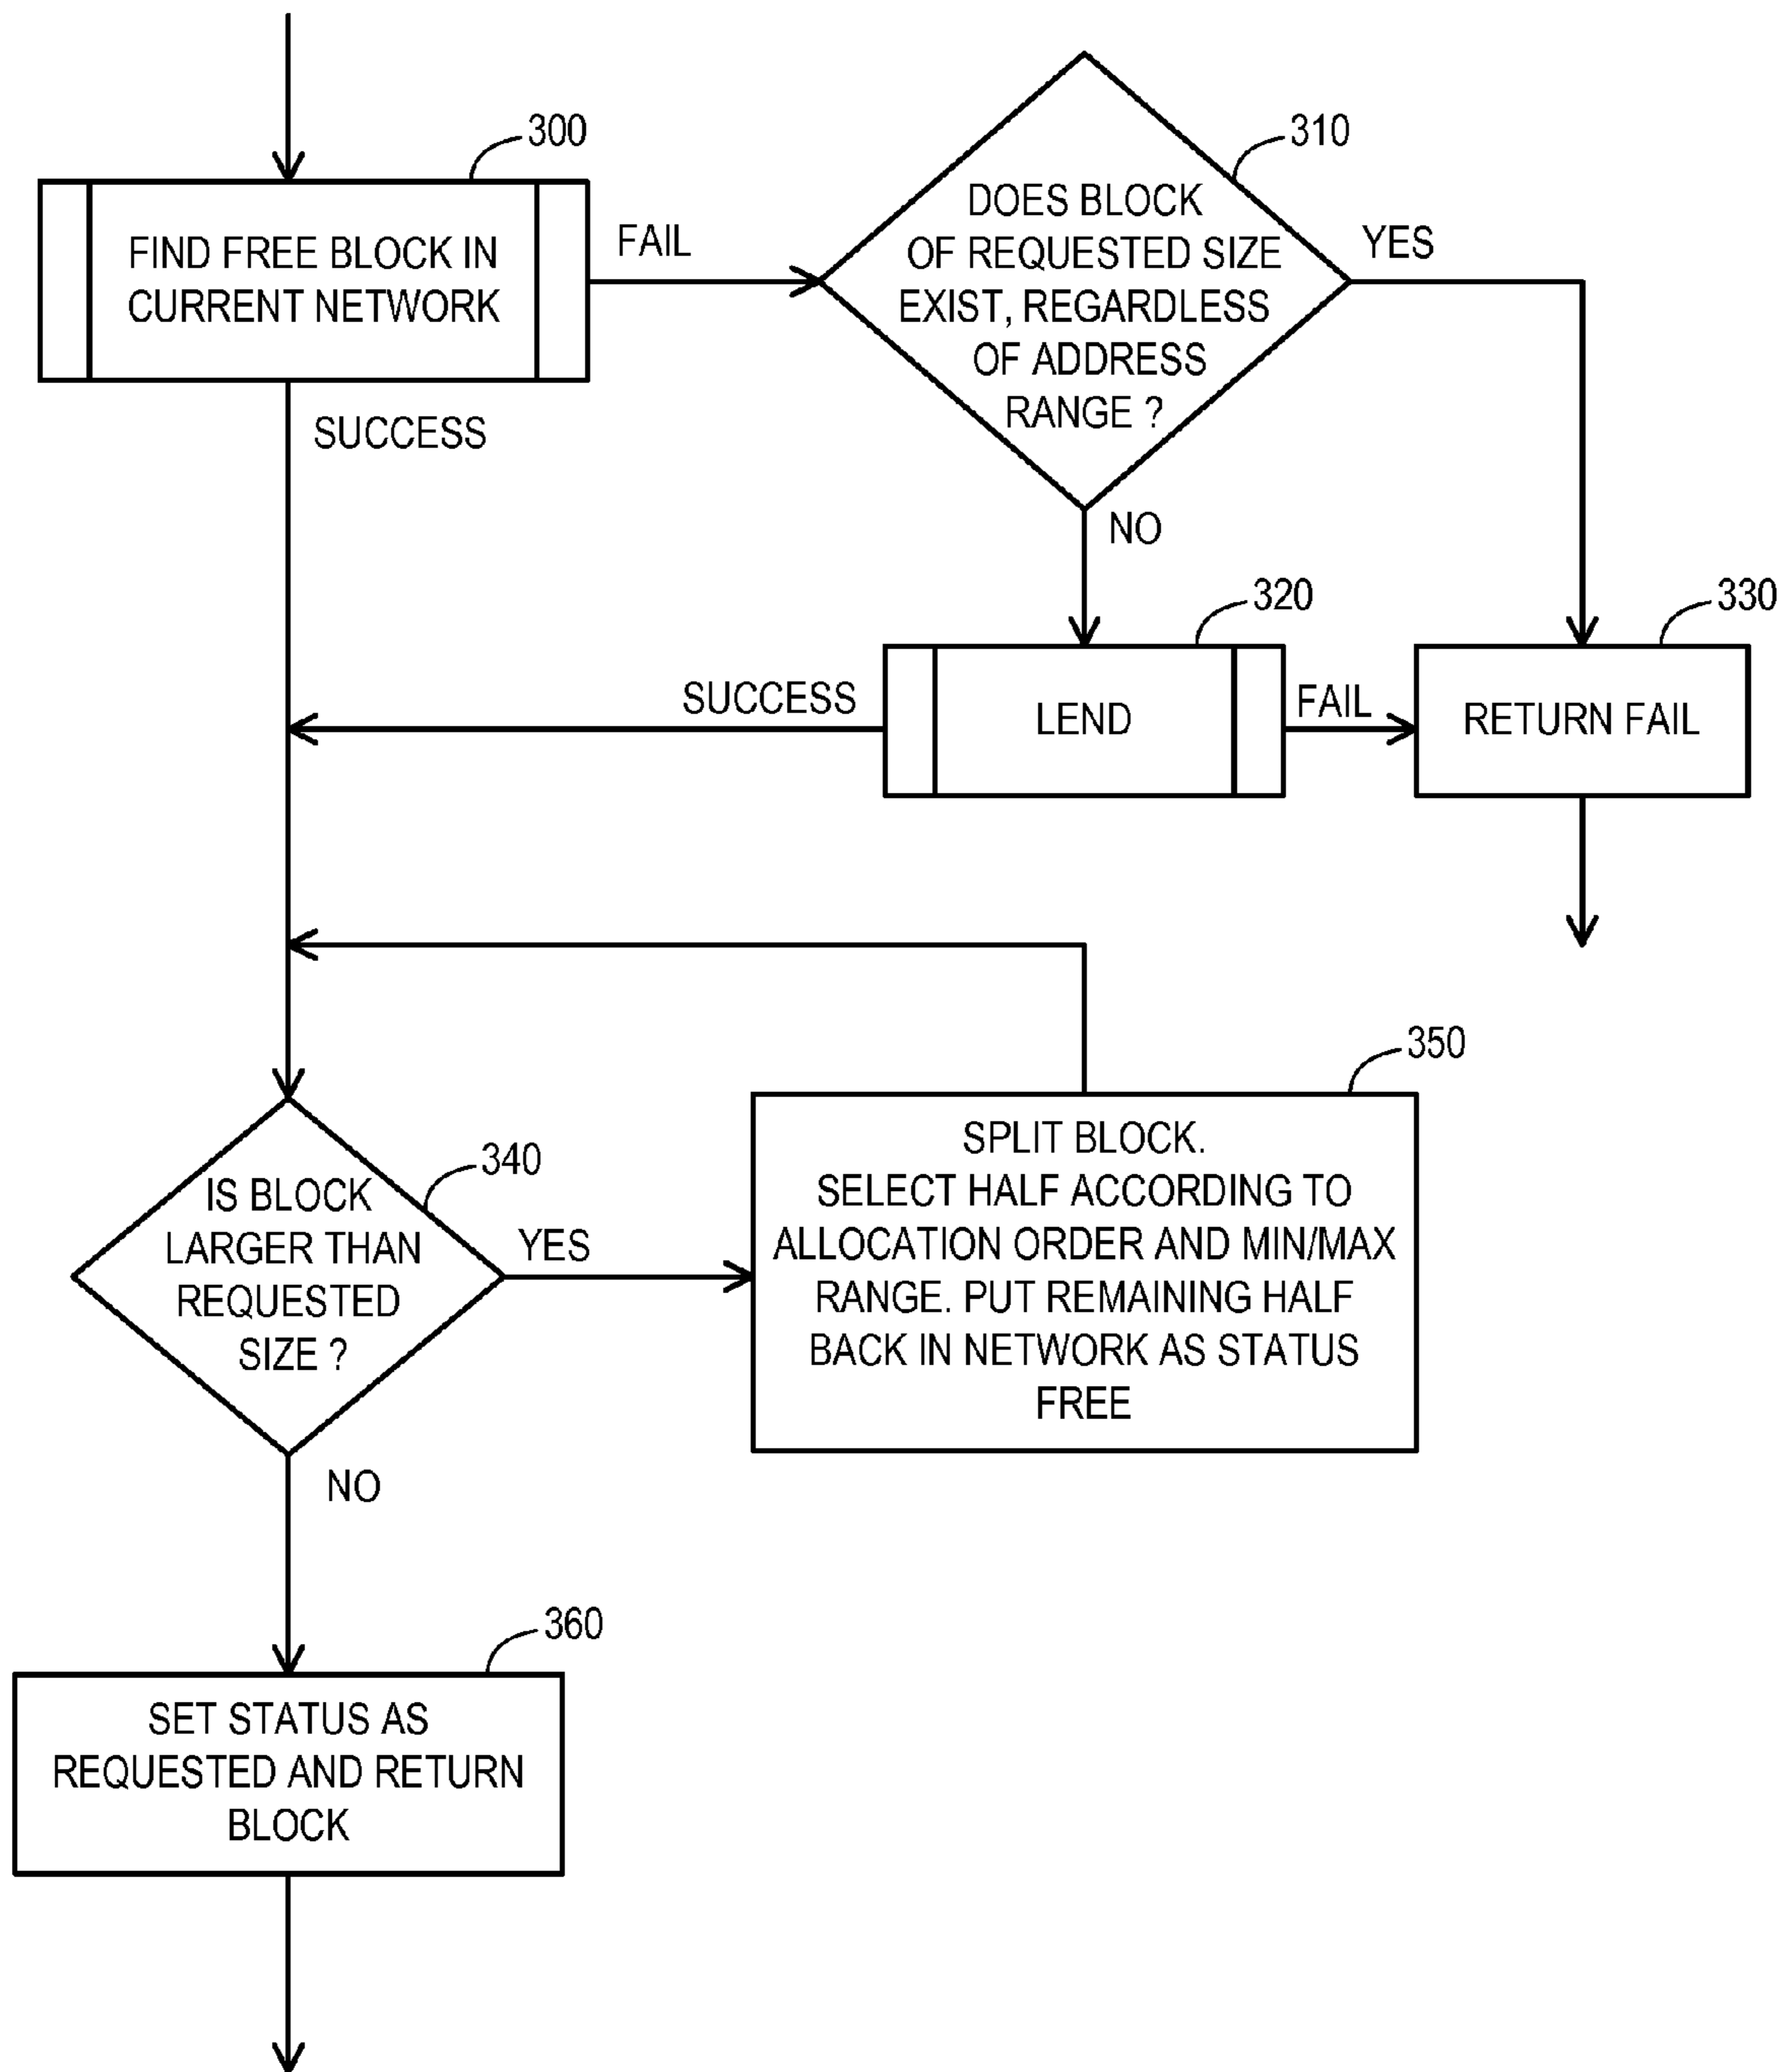 300
FIND FREE BLOCK IN
CURRENT NETWORK
FAIL
SUCCESS
310
DOES BLOCK
OF REQUESTED SIZE
EXIST, REGARDLESS
OF ADDRESS
RANGE ?
YES
NO
320
LEND
SUCCESS
FAIL
330
RETURN FAIL
340
IS BLOCK
LARGER THAN
REQUESTED
SIZE ?
YES
NO
350
SPLIT BLOCK.
SELECT HALF ACCORDING TO
ALLOCATION ORDER AND MIN/MAX
RANGE. PUT REMAINING HALF
BACK IN NETWORK AS STATUS
FREE
360
SET STATUS AS
REQUESTED AND RETURN
BLOCK